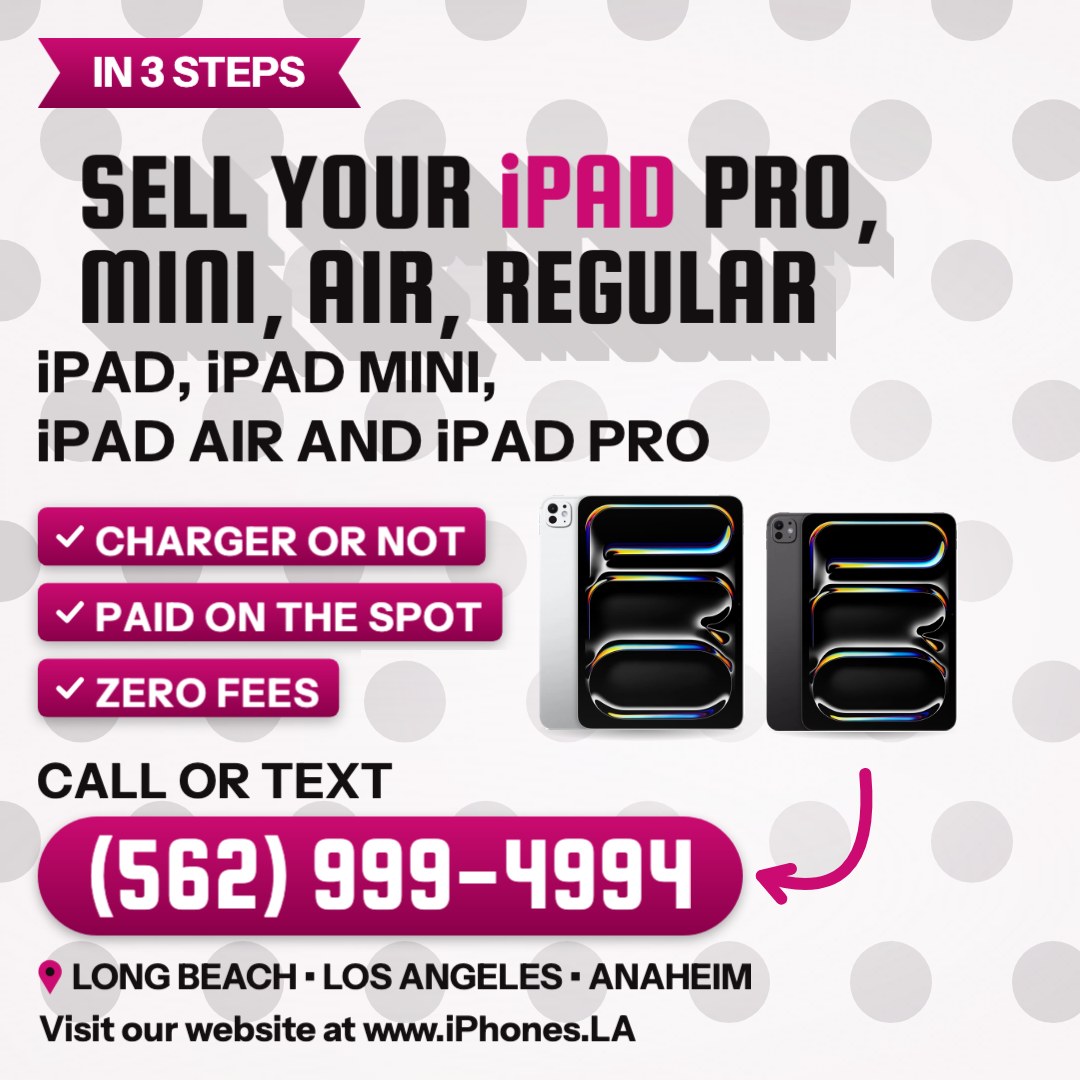 IN 3 STEPS
SELL YOUR iPAD PRO,
MINI, AIR, REGULAR
iPAD, iPAD MINI,
iPAD AIR AND iPAD PRO
✓ CHARGER OR NOT
✓ PAID ON THE SPOT
✓ ZERO FEES
CALL OR TEXT
(562) 999-4994
LONG BEACH ▪ LOS ANGELES ▪ ANAHEIM
Visit our website at www.iPhones.LA